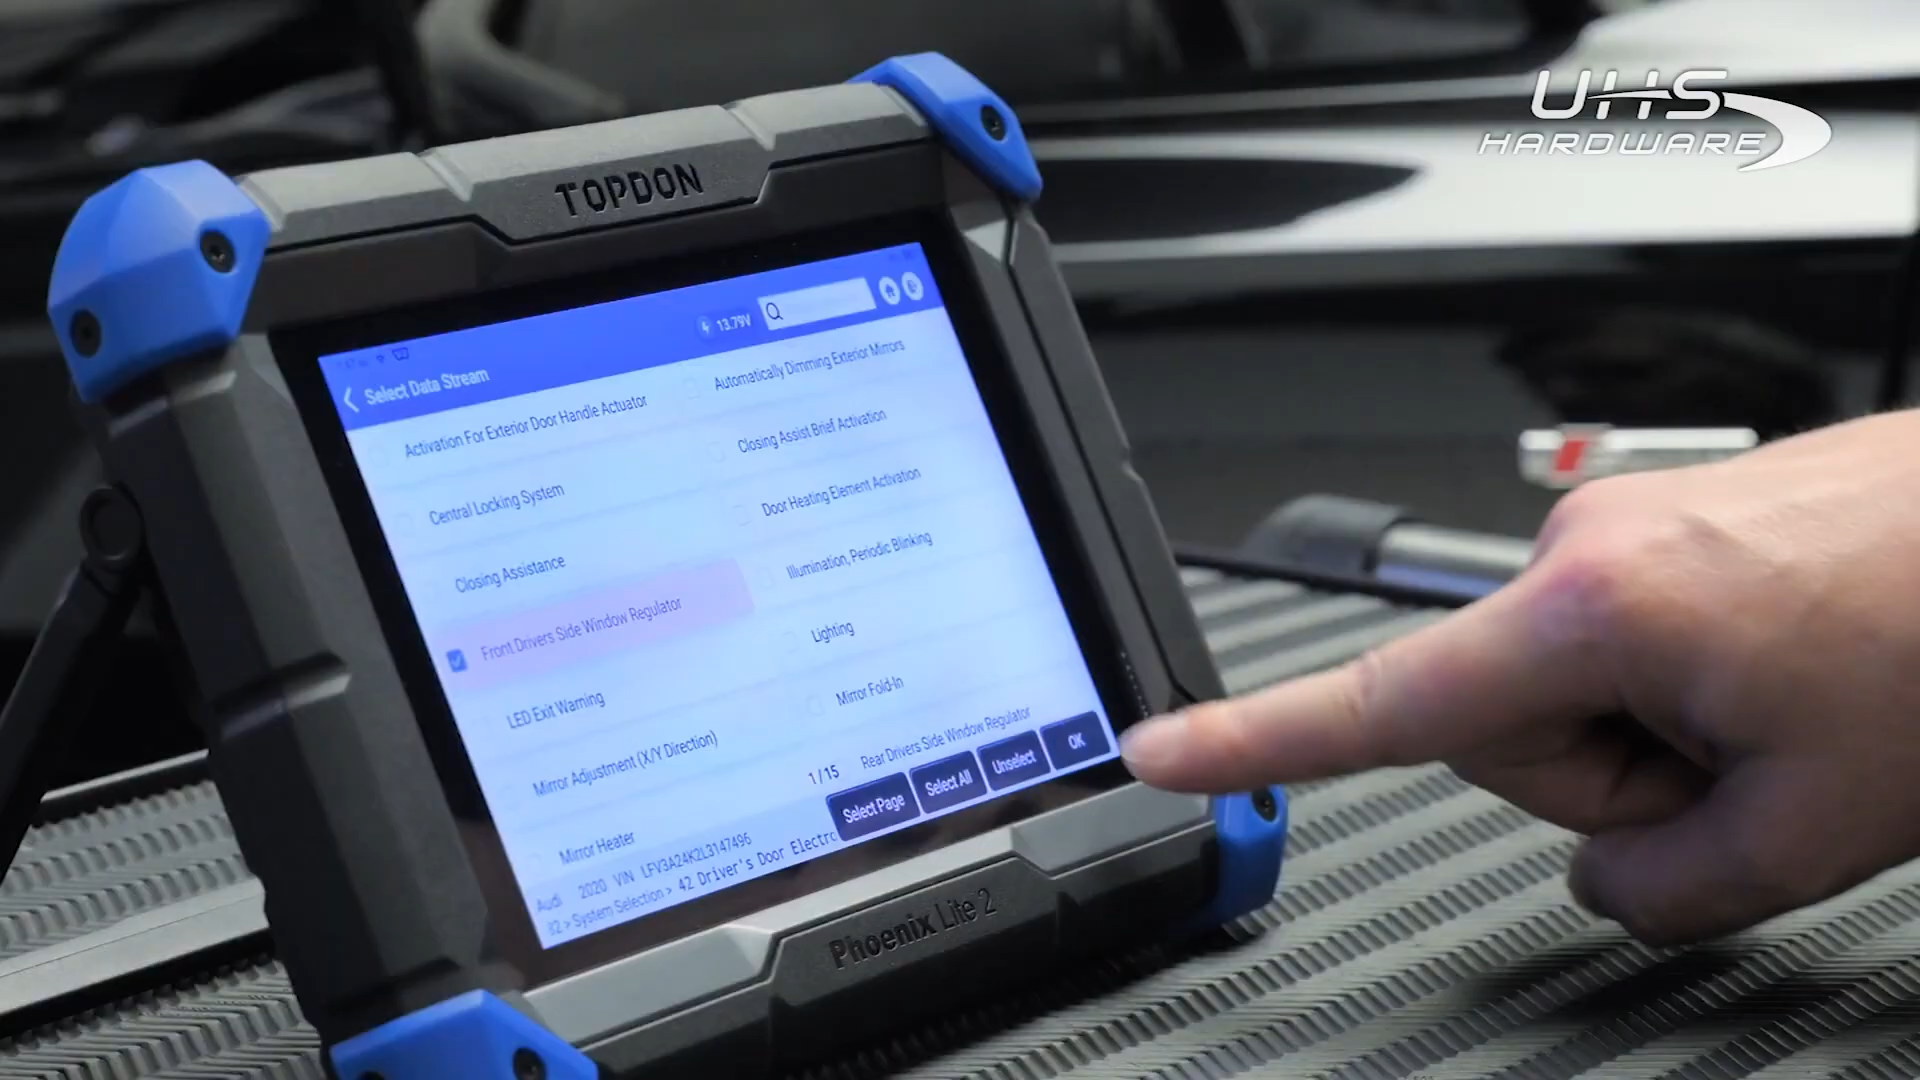 UHS
HARDWARE
TOPDON
13.79V
Select Data Stream
Activation For Exterior Door Handle Actuator
Automatically Dimming Exterior Mirrors
Central Locking System
Closing Assist Brief Activation
Closing Assistance
Door Heating Element Activation
Front Drivers Side Window Regulator
Illumination, Periodic Blinking
LED Exit Warning
Lighting
Mirror Adjustment (X/Y Direction)
Mirror Fold-In
Mirror Heater
Rear Drivers Side Window Regulator
1/15
Select Page
Select All
Unselect
OK
Audi 2020 VIN LFV3A24K2L3147496
> System Selection > 42 Driver's Door Electro
Phoenix Lite 2